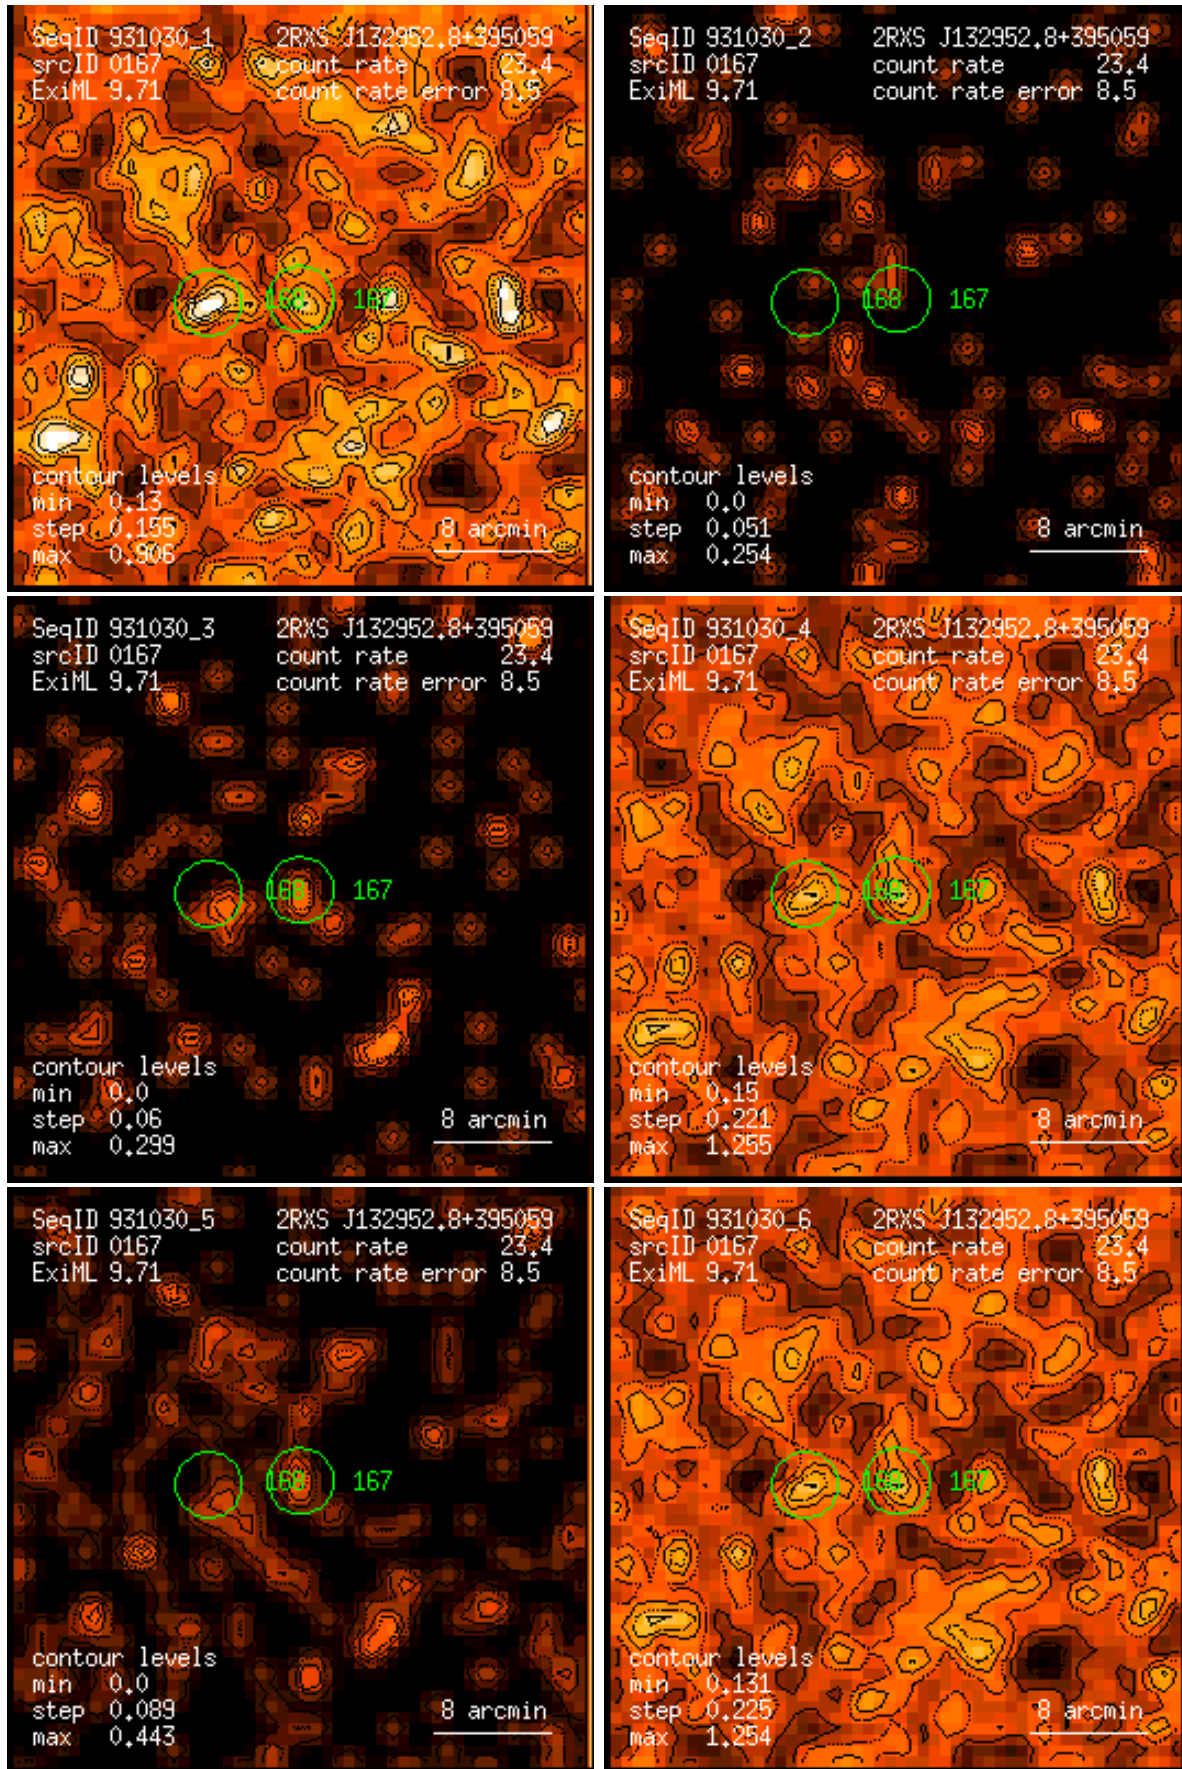 SeqID 931030_1 2RXS J132952.8+395059
srcID 0167 count rate 23.4
ExiML 9.71 count rate error 8.5
168 167
contour levels
min 0.13
step 0.155 8 arcmin
max 0.906
SeqID 931030_2 2RXS J132952.8+395059
srcID 0167 count rate 23.4
ExiML 9.71 count rate error 8.5
168 167
contour levels
min 0.0
step 0.051 8 arcmin
max 0.254
SeqID 931030_3 2RXS J132952.8+395059
srcID 0167 count rate 23.4
ExiML 9.71 count rate error 8.5
168 167
contour levels
min 0.0
step 0.06 8 arcmin
max 0.299
SeqID 931030_4 2RXS J132952.8+395059
srcID 0167 count rate 23.4
ExiML 9.71 count rate error 8.5
168 167
contour levels
min 0.15
step 0.221 8 arcmin
max 1.255
SeqID 931030_5 2RXS J132952.8+395059
srcID 0167 count rate 23.4
ExiML 9.71 count rate error 8.5
168 167
contour levels
min 0.0
step 0.089 8 arcmin
max 0.443
SeqID 931030_6 2RXS J132952.8+395059
srcID 0167 count rate 23.4
ExiML 9.71 count rate error 8.5
168 167
contour levels
min 0.131
step 0.225 8 arcmin
max 1.254